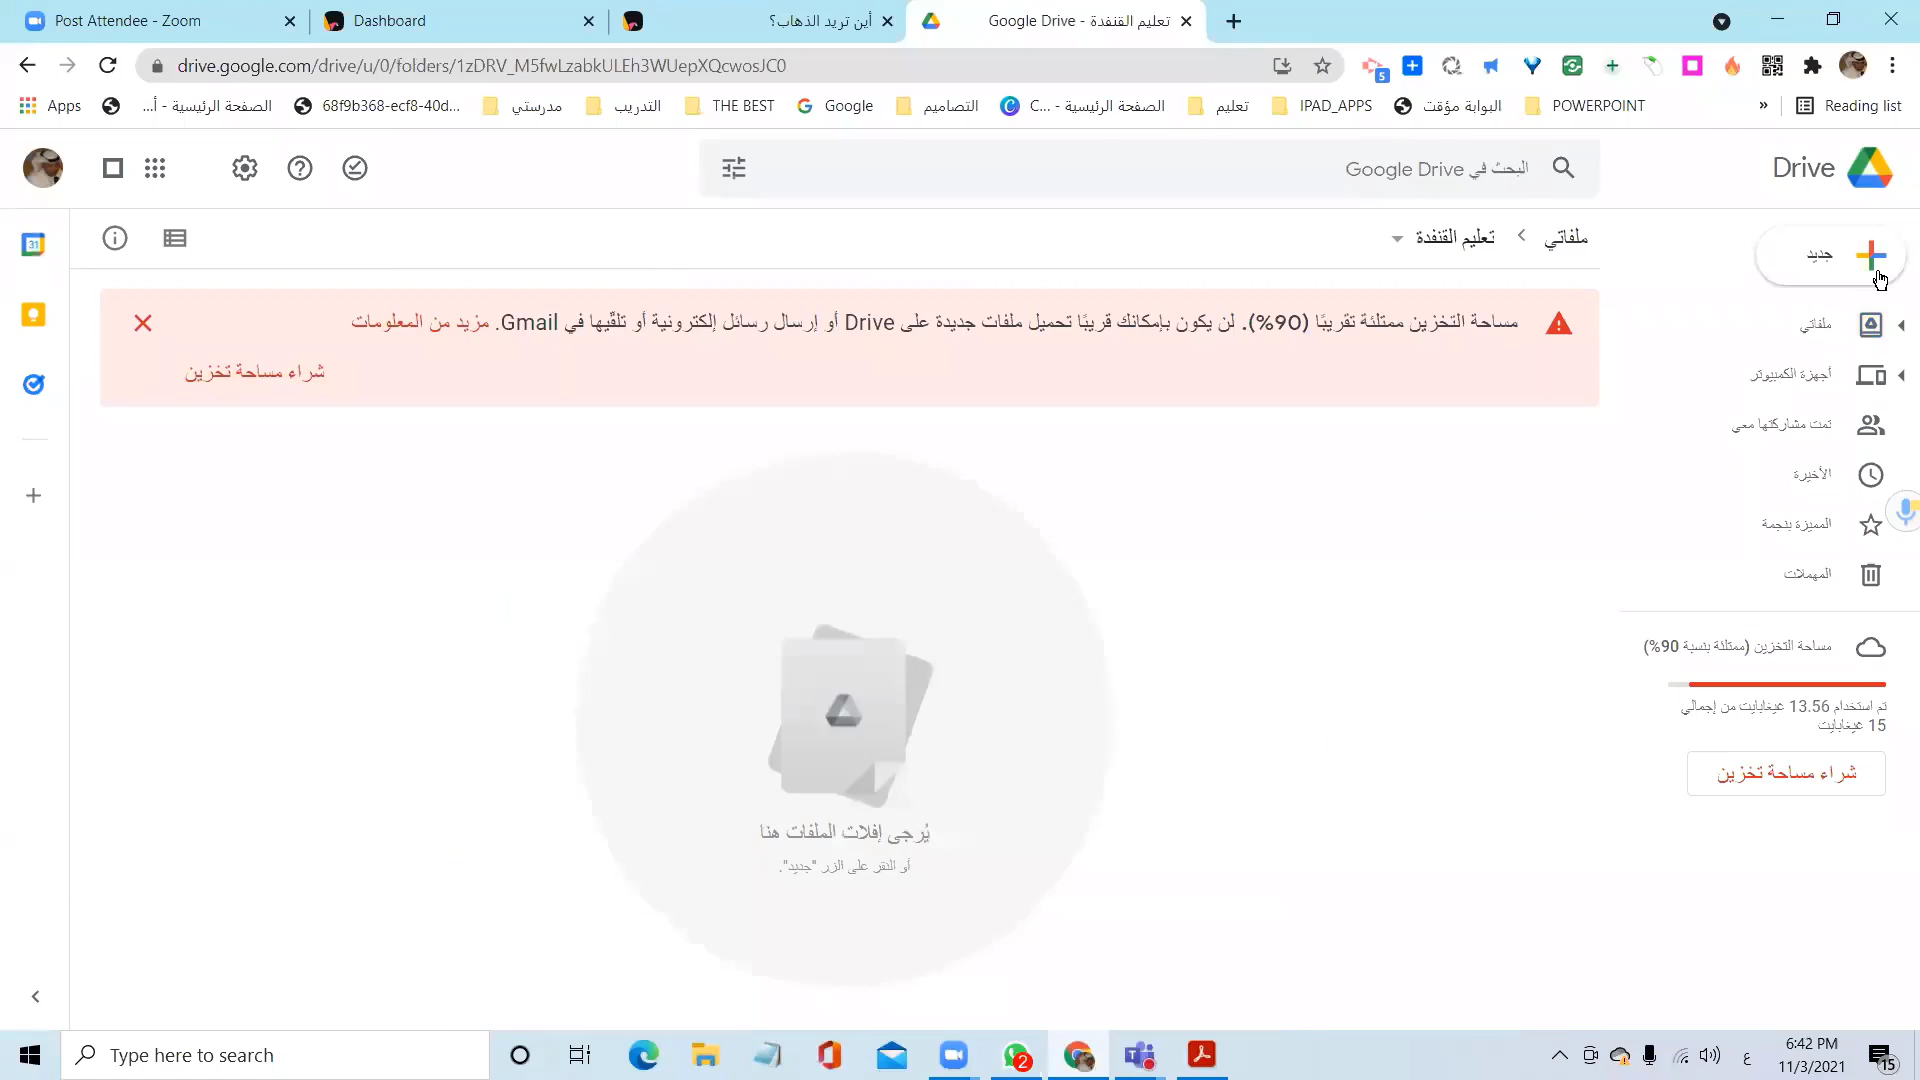 Post Attendee - Zoom
Dashboard
أين تريد الذهاب؟
تعليم القنفدة - Google Drive
drive.google.com/drive/u/0/folders/1zDRV_M5fwLzabkULEh3WUepXQcwosJC0
5
Apps
الصفحة الرئيسية - أ...
68f9b368-ecf8-40d...
مدرستي
التدريب
THE BEST
Google
التصاميم
الصفحة الرئيسية - C...
تعليم
IPAD_APPS
البوابة مؤقت
POWERPOINT
»
Reading list
Drive
البحث في Google Drive
ملفاتي
تعليم القنفدة
جديد
مساحة التخزين ممتلئة تقريبًا (90%). لن يكون بإمكانك قريبًا تحميل ملفات جديدة على Drive أو إرسال رسائل إلكترونية أو تلقّيها في Gmail. مزيد من المعلومات
شراء مساحة تخزين
31
ملفاتي
أجهزة الكمبيوتر
تمت مشاركتها معي
الأخيرة
المميزة بنجمة
المهملات
مساحة التخزين (ممتلئة بنسبة 90%)
تم استخدام 13.56 غيغابايت من إجمالي
15 غيغابايت
شراء مساحة تخزين
يُرجى إفلات الملفات هنا
أو النقر على الزر "جديد".
Type here to search
2
ع
6:42 PM
11/3/2021
15